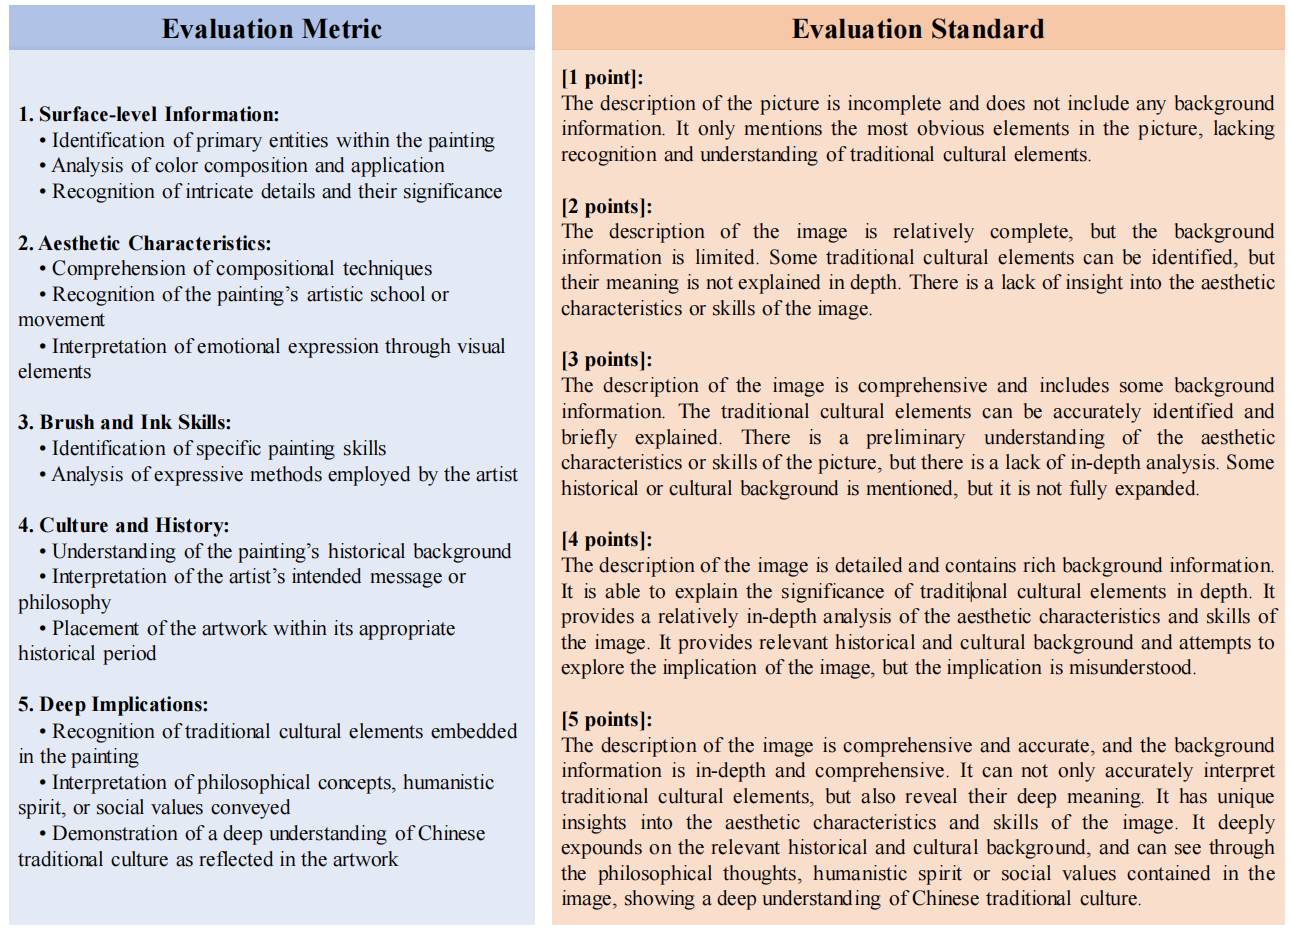 Evaluation Metric
1. Surface-level Information:
• Identification of primary entities within the painting
• Analysis of color composition and application
• Recognition of intricate details and their significance
2. Aesthetic Characteristics:
• Comprehension of compositional techniques
• Recognition of the painting’s artistic school or
movement
• Interpretation of emotional expression through visual
elements
3. Brush and Ink Skills:
• Identification of specific painting skills
• Analysis of expressive methods employed by the artist
4. Culture and History:
• Understanding of the painting’s historical background
• Interpretation of the artist’s intended message or
philosophy
• Placement of the artwork within its appropriate
historical period
5. Deep Implications:
• Recognition of traditional cultural elements embedded
in the painting
• Interpretation of philosophical concepts, humanistic
spirit, or social values conveyed
• Demonstration of a deep understanding of Chinese
traditional culture as reflected in the artwork
Evaluation Standard
[1 point]:
The description of the picture is incomplete and does not include any background
information. It only mentions the most obvious elements in the picture, lacking
recognition and understanding of traditional cultural elements.
[2 points]:
The description of the image is relatively complete, but the background
information is limited. Some traditional cultural elements can be identified, but
their meaning is not explained in depth. There is a lack of insight into the aesthetic
characteristics or skills of the image.
[3 points]:
The description of the image is comprehensive and includes some background
information. The traditional cultural elements can be accurately identified and
briefly explained. There is a preliminary understanding of the aesthetic
characteristics or skills of the picture, but there is a lack of in-depth analysis. Some
historical or cultural background is mentioned, but it is not fully expanded.
[4 points]:
The description of the image is detailed and contains rich background information.
It is able to explain the significance of traditional cultural elements in depth. It
provides a relatively in-depth analysis of the aesthetic characteristics and skills of
the image. It provides relevant historical and cultural background and attempts to
explore the implication of the image, but the implication is misunderstood.
[5 points]:
The description of the image is comprehensive and accurate, and the background
information is in-depth and comprehensive. It can not only accurately interpret
traditional cultural elements, but also reveal their deep meaning. It has unique
insights into the aesthetic characteristics and skills of the image. It deeply
expounds on the relevant historical and cultural background, and can see through
the philosophical thoughts, humanistic spirit or social values contained in the
image, showing a deep understanding of Chinese traditional culture.